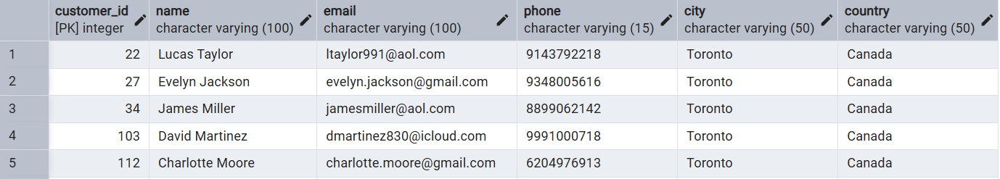 customer_id name email phone city country
[PK] integer character varying (100) character varying (100) character varying (15) character varying (50) character varying (50)
1 22 Lucas Taylor ltaylor991@aol.com 9143792218 Toronto Canada
2 27 Evelyn Jackson evelyn.jackson@gmail.com 9348005616 Toronto Canada
3 34 James Miller jamesmiller@aol.com 8899062142 Toronto Canada
4 103 David Martinez dmartinez830@icloud.com 9991000718 Toronto Canada
5 112 Charlotte Moore charlotte.moore@gmail.com 6204976913 Toronto Canada